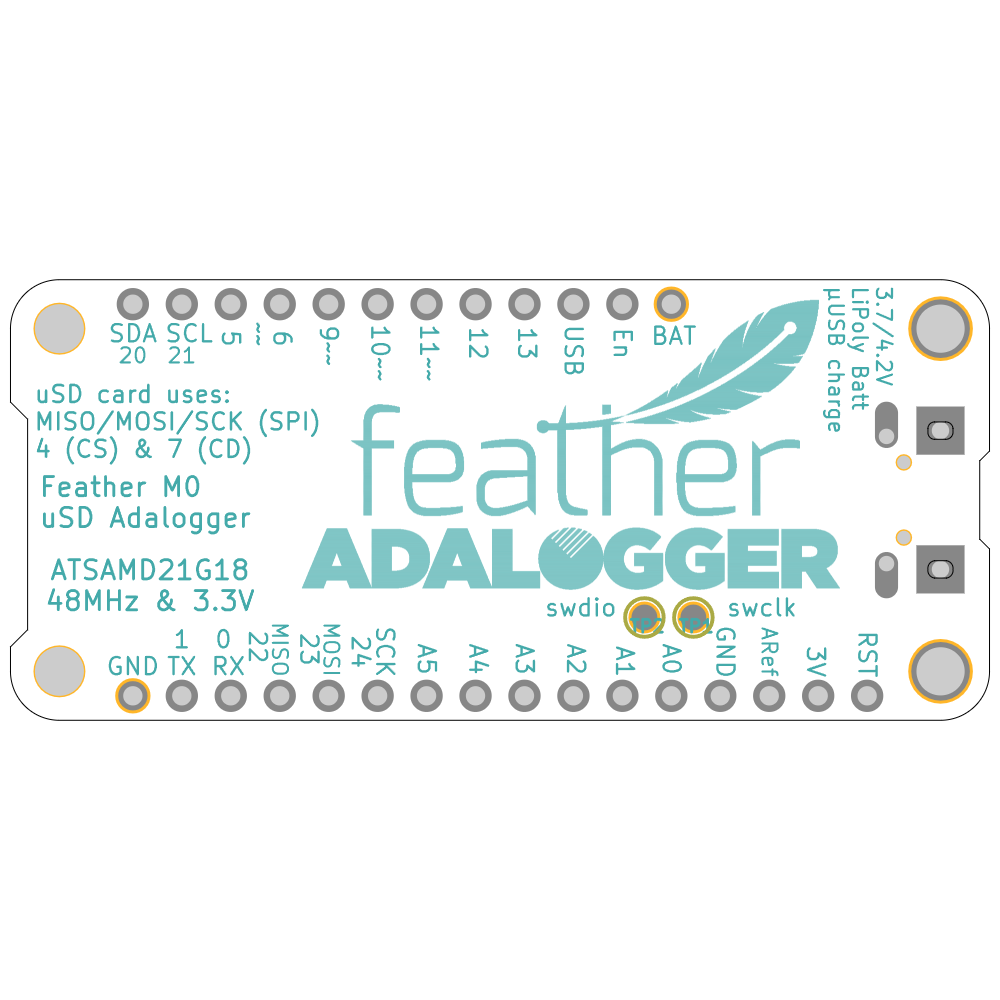 SDA SCL 5~ 6 9~~ 10~~ 11~~ 12 13 USB En BAT
20 21
3.7/4.2V
LiPoly Batt
µUSB charge
uSD card uses:
MISO/MOSI/SCK (SPI)
4 (CS) & 7 (CD)
Feather M0
uSD Adalogger
ATSAMD21G18
48MHz & 3.3V
feather
ADALOGGER
swdio
swclk
1 0 22 23 24
GND TX RX MISO MOSI SCK A5 A4 A3 A2 A1 A0 GND ARef 3V RST